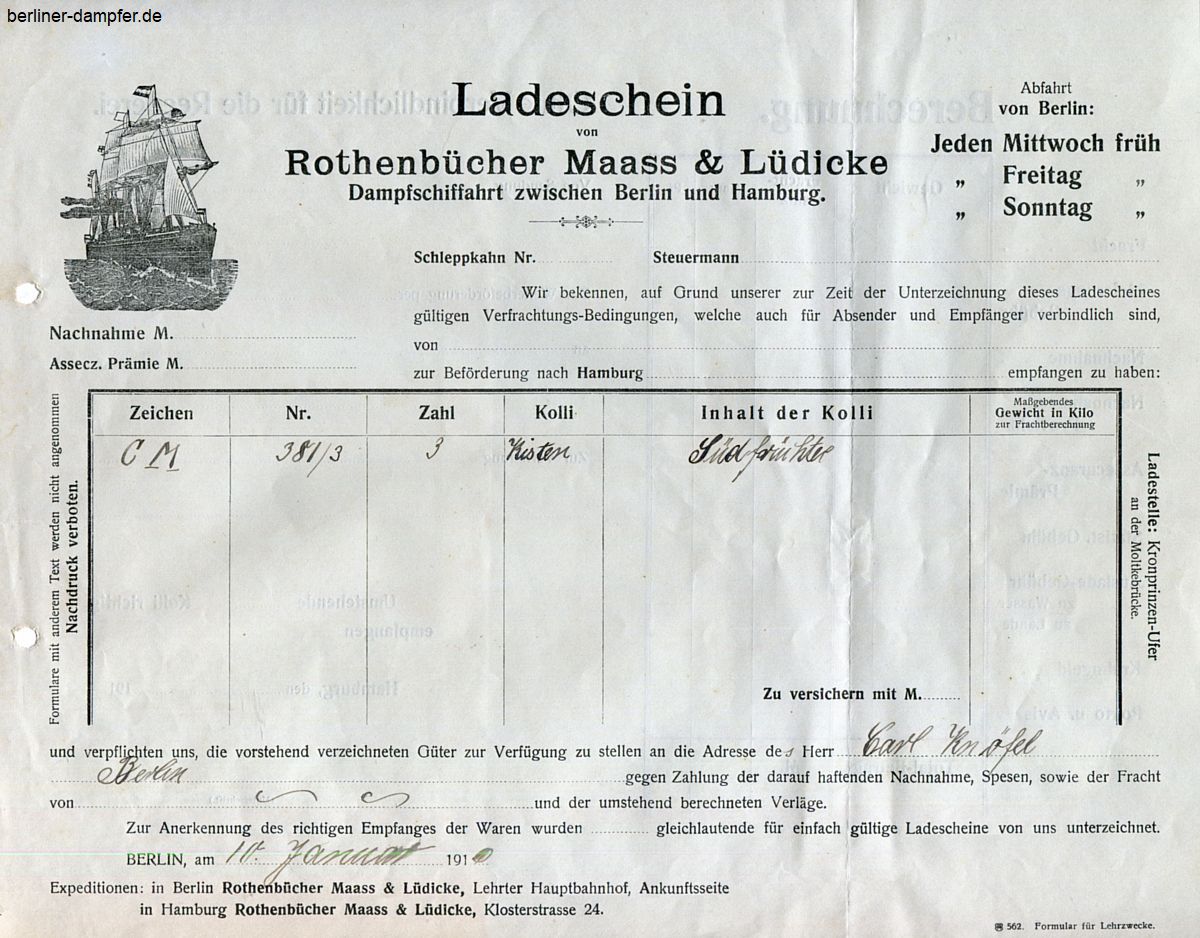 berliner-dampfer.de
Ladeschein
von
Rothenbücher Maass & Lüdicke
Dampfschiffahrt zwischen Berlin und Hamburg.
Abfahrt
von Berlin:
Jeden Mittwoch früh
„ Freitag „
„ Sonntag „
Schleppkahn Nr. Steuermann
Wir bekennen, auf Grund unserer zur Zeit der Unterzeichnung dieses Ladescheines
gültigen Verfrachtungs-Bedingungen, welche auch für Absender und Empfänger verbindlich sind,
von
zur Beförderung nach Hamburg empfangen zu haben:
Nachnahme M.
Assecz. Prämie M.
Formulare mit anderem Text werden nicht angenommen
Nachdruck verboten.
Zeichen Nr. Zahl Kolli Inhalt der Kolli Maßgebendes Gewicht in Kilo zur Frachtberechnung
C M 381/3 3 Kisten Südfrüchte
Zu versichern mit M.
Ladestelle: Kronprinzen-Ufer
an der Moltkebrücke.
und verpflichten uns, die vorstehend verzeichneten Güter zur Verfügung zu stellen an die Adresse des Herr Carl Knöfel
Berlin gegen Zahlung der darauf haftenden Nachnahme, Spesen, sowie der Fracht
von und der umstehend berechneten Verläge.
Zur Anerkennung des richtigen Empfanges der Waren wurden gleichlautende für einfach gültige Ladescheine von uns unterzeichnet.
BERLIN, am 10. Januar 1910
Expeditionen: in Berlin Rothenbücher Maass & Lüdicke, Lehrter Hauptbahnhof, Ankunftsseite
in Hamburg Rothenbücher Maass & Lüdicke, Klosterstrasse 24.
562. Formular für Lehrzwecke.